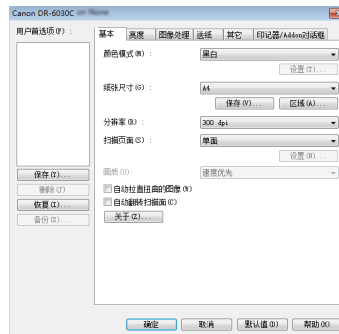 Canon DR-6030C on None
用户首选项(P) :
基本 亮度 图像处理 送纸 其它 印记器/Addon对话框
颜色模式(M) : 黑白
设置(T)...
纸张尺寸(G) : A4
保存(V)... 区域(A)...
分辨率(R) : 300 dpi
扫描页面(S) : 单面
设置(H)...
画质(U): 速度优先
保存(Y)...
删除(J)
恢复(E)...
备份(X)...
自动拉直扭曲的图像(W)
自动翻转扫描面(C)
关于(Z)...
确定 取消 默认值(D) 帮助(K)